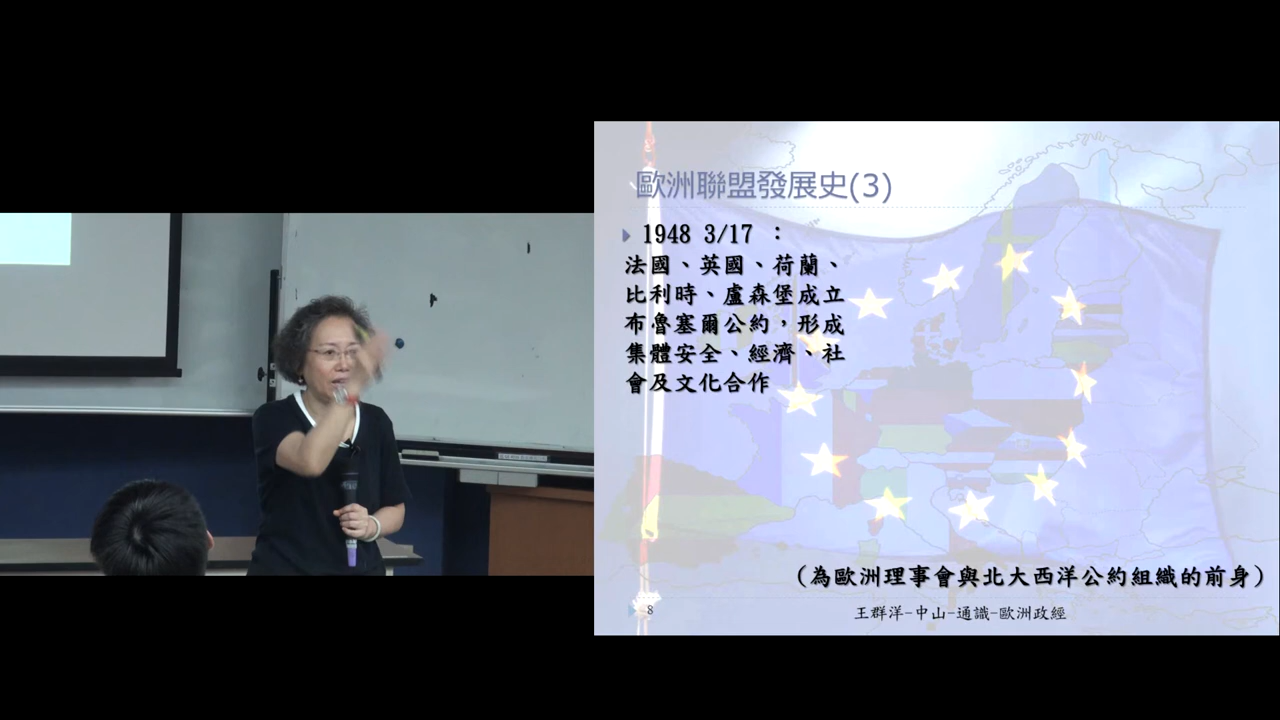 歐洲聯盟發展史(3)
1948 3/17 ：
法國、英國、荷蘭、
比利時、盧森堡成立
布魯塞爾公約，形成
集體安全、經濟、社
會及文化合作
(為歐洲理事會與北大西洋公約組織的前身)
8
王群洋-中山-通識-歐洲政經